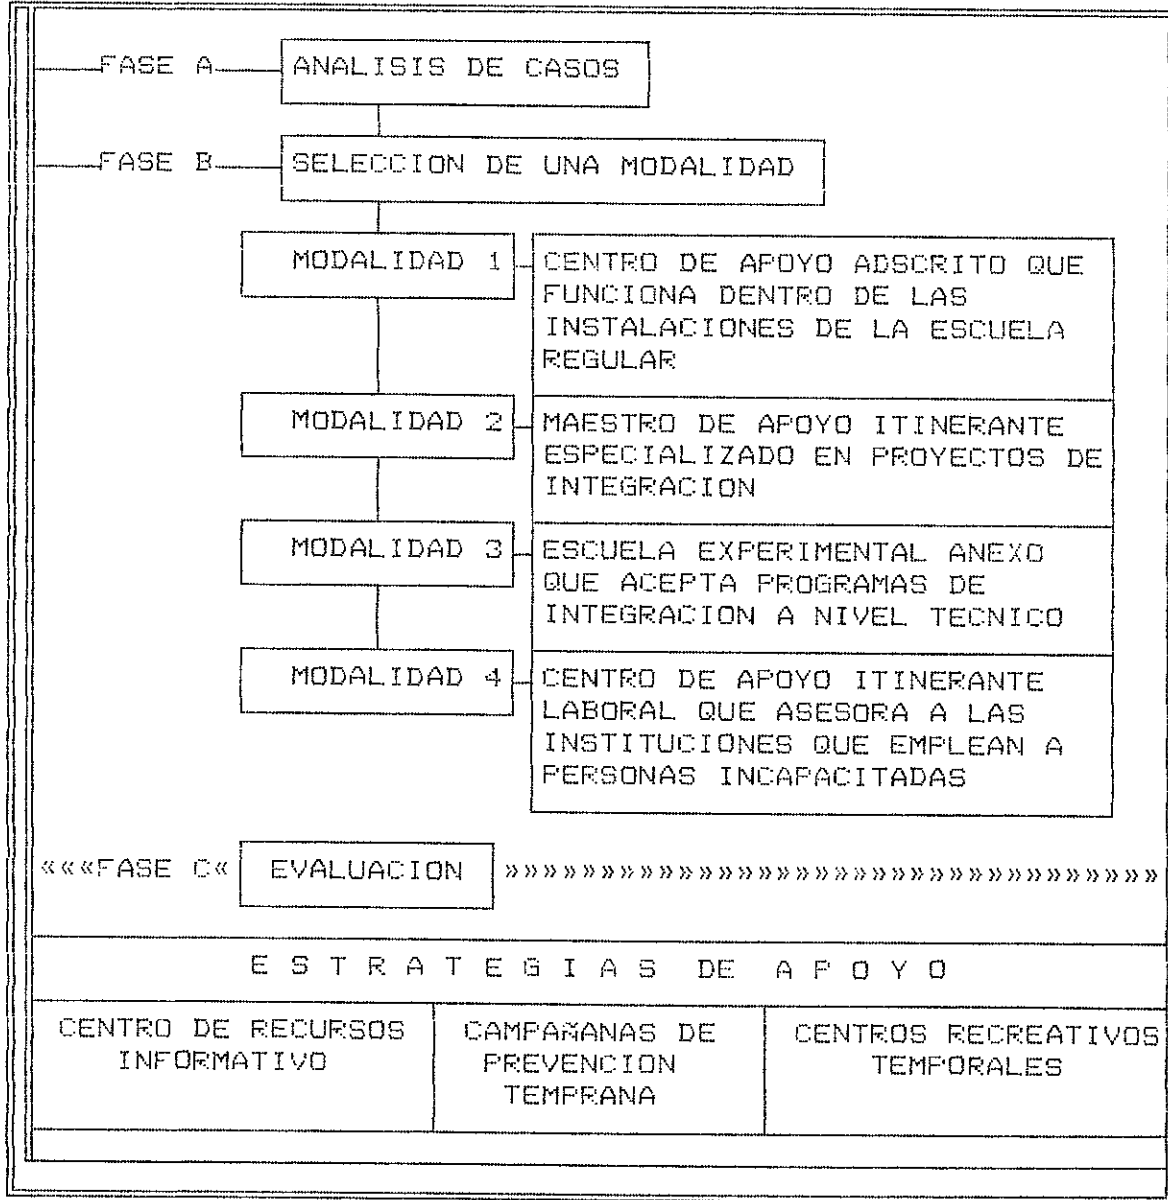 FASE A ANALISIS DE CASOS
FASE B SELECCION DE UNA MODALIDAD
MODALIDAD 1 CENTRO DE APOYO ADSCRITO QUE
FUNCIONA DENTRO DE LAS
INSTALACIONES DE LA ESCUELA
REGULAR
MODALIDAD 2 MAESTRO DE APOYO ITINERANTE
ESPECIALIZADO EN PROYECTOS DE
INTEGRACION
MODALIDAD 3 ESCUELA EXPERIMENTAL ANEXO
QUE ACEPTA PROGRAMAS DE
INTEGRACION A NIVEL TECNICO
MODALIDAD 4 CENTRO DE APOYO ITINERANTE
LABORAL QUE ASESORA A LAS
INSTITUCIONES QUE EMPLEAN A
PERSONAS INCAPACITADAS
«««FASE C« EVALUACION »»»»»»»»»»»»»»»»»»»»»»»»»»»»»»»»»»
E S T R A T E G I A S DE A P O Y O
CENTRO DE RECURSOS
INFORMATIVO
CAMPAÑANAS DE
PREVENCION
TEMPRANA
CENTROS RECREATIVOS
TEMPORALES